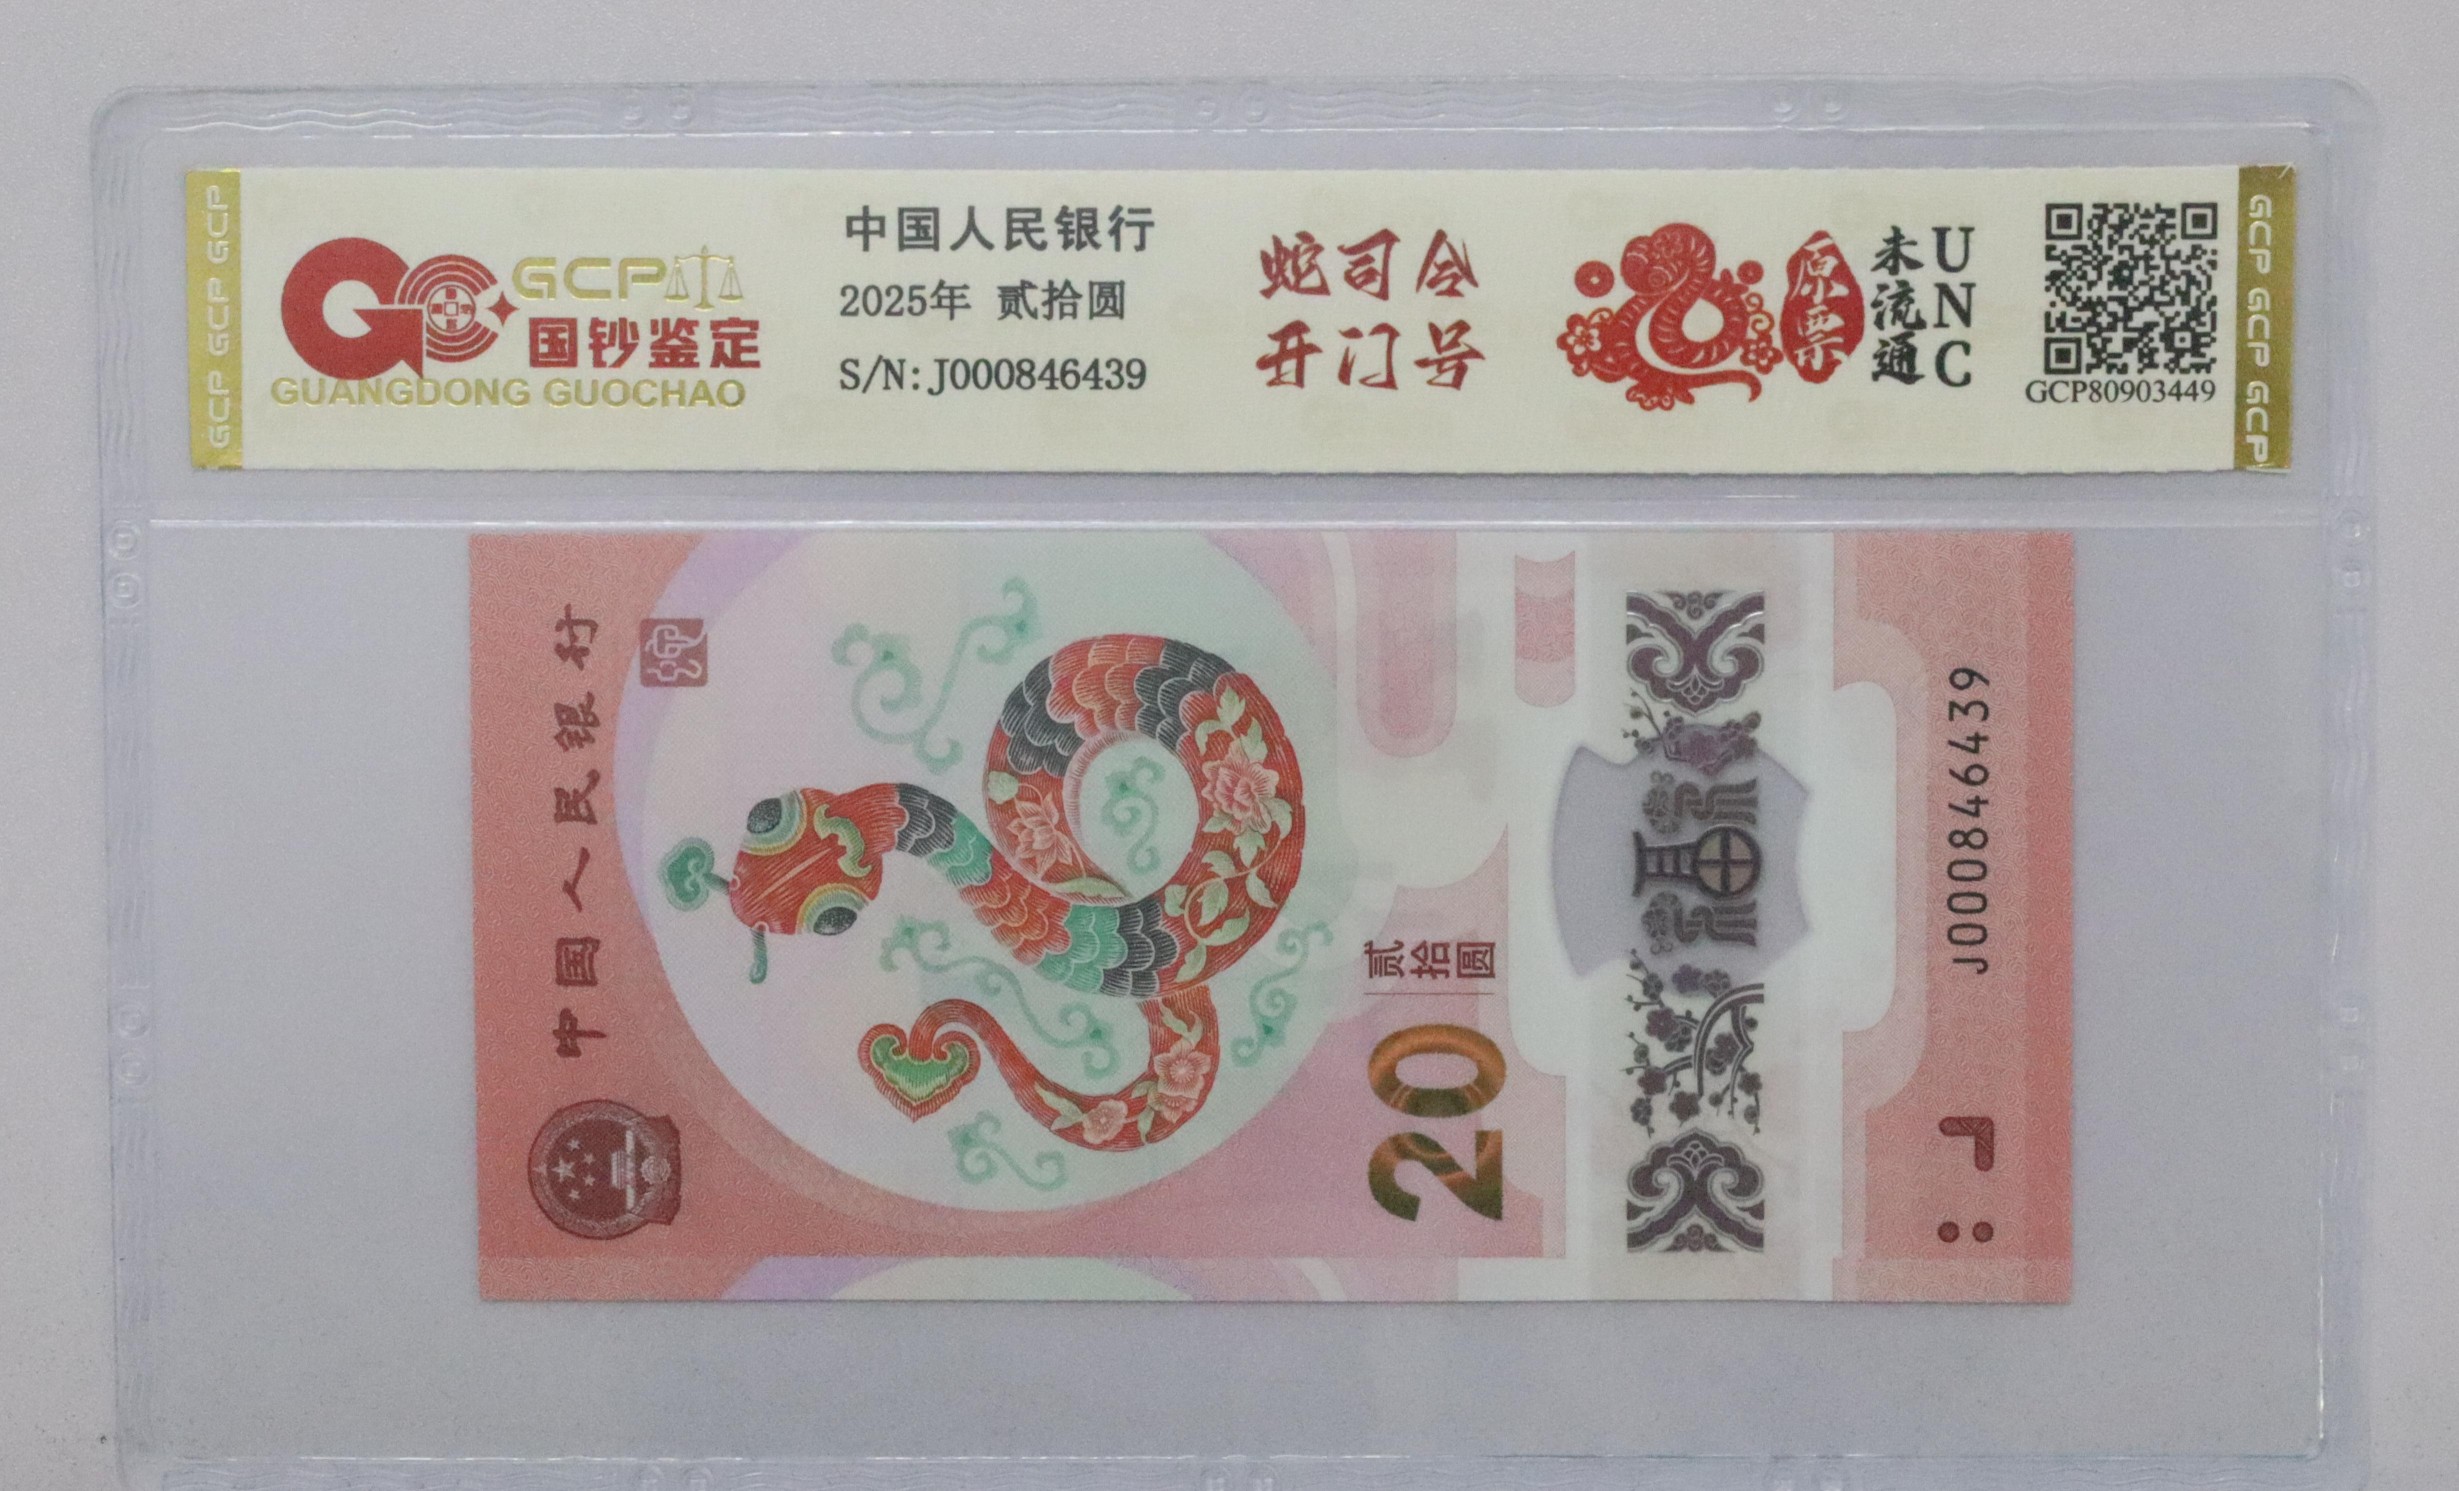 GCP GCP GCP
GCP
国钞鉴定
GUANGDONG GUOCHAO
中国人民银行
2025年 贰拾圆
S/N: J000846439
蛇司令
开门号
原票
未流通
UNC
GCP80903449
GCP GCP GCP
中国人民银行
贰拾圆
20
福
J000846439